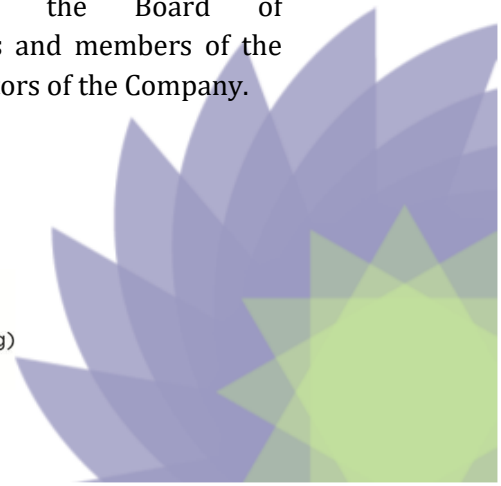 the Board of
s and members of the
ors of the Company.
g)